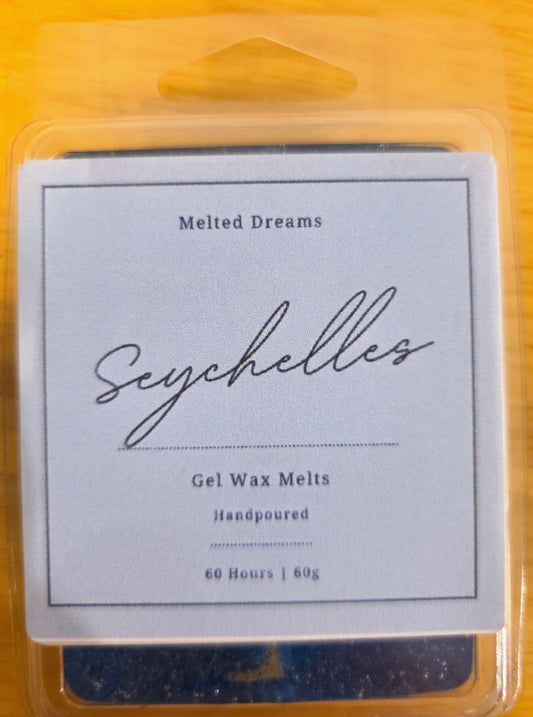 Melted Dreams
Seychelles
Gel Wax Melts
Handpoured
60 Hours | 60g